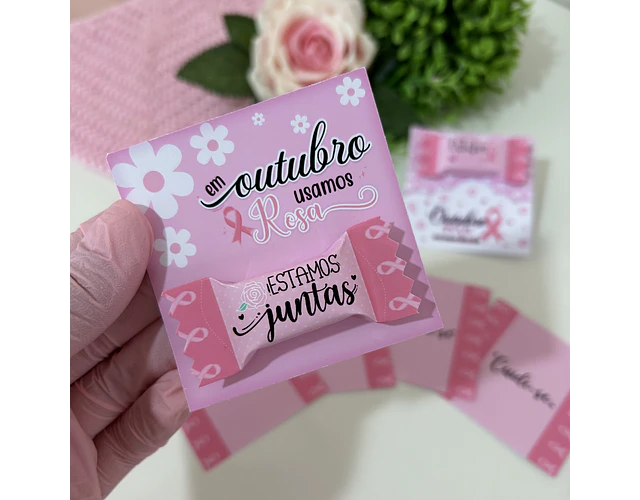 em outubro
usamos
Rosa
ESTAMOS
juntas
Cuide-se